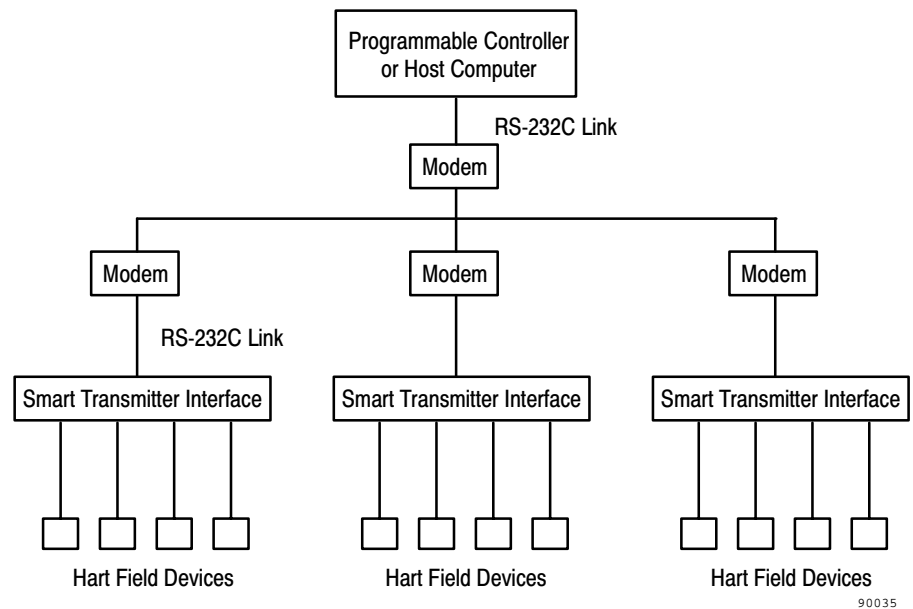 Programmable Controller
or Host Computer
RS-232C Link
Modem
Modem
Modem
Modem
RS-232C Link
Smart Transmitter Interface
Smart Transmitter Interface
Smart Transmitter Interface
Hart Field Devices
Hart Field Devices
Hart Field Devices
90035